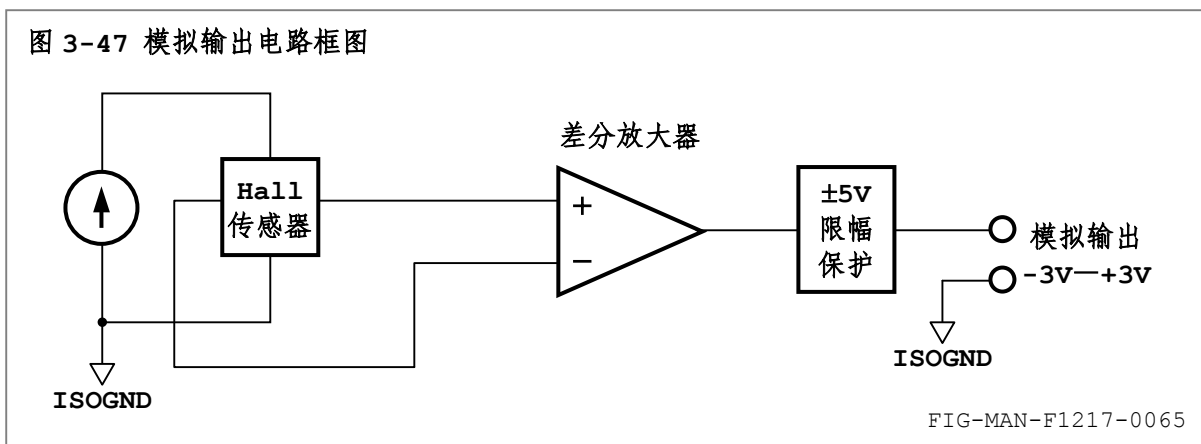 图 3-47 模拟输出电路框图
差分放大器
Hall
传感器
+
−
±5V
限幅
保护
模拟输出
-3V—+3V
ISOGND
ISOGND
FIG-MAN-F1217-0065